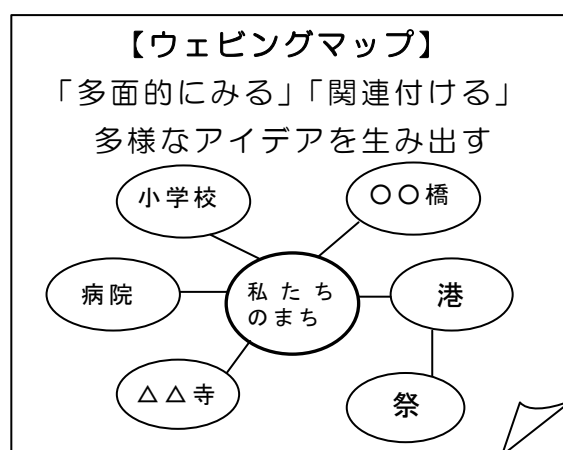 【ウェビングマップ】
「多面的にみる」「関連付ける」
多様なアイデアを生み出す
小学校
〇〇橋
病院
私たち
のまち
港
△△寺
祭